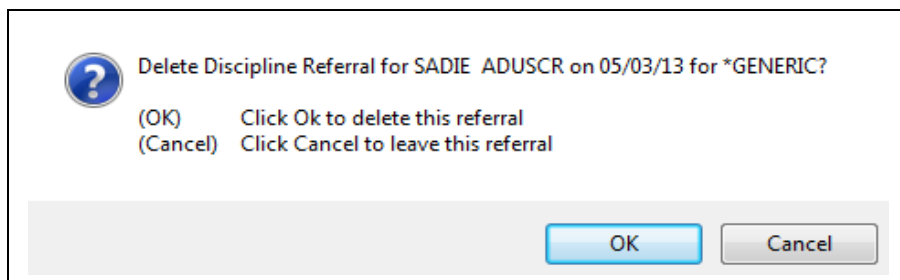 Delete Discipline Referral for SADIE ADUSCR on 05/03/13 for *GENERIC?
(OK) Click Ok to delete this referral
(Cancel) Click Cancel to leave this referral
OK Cancel